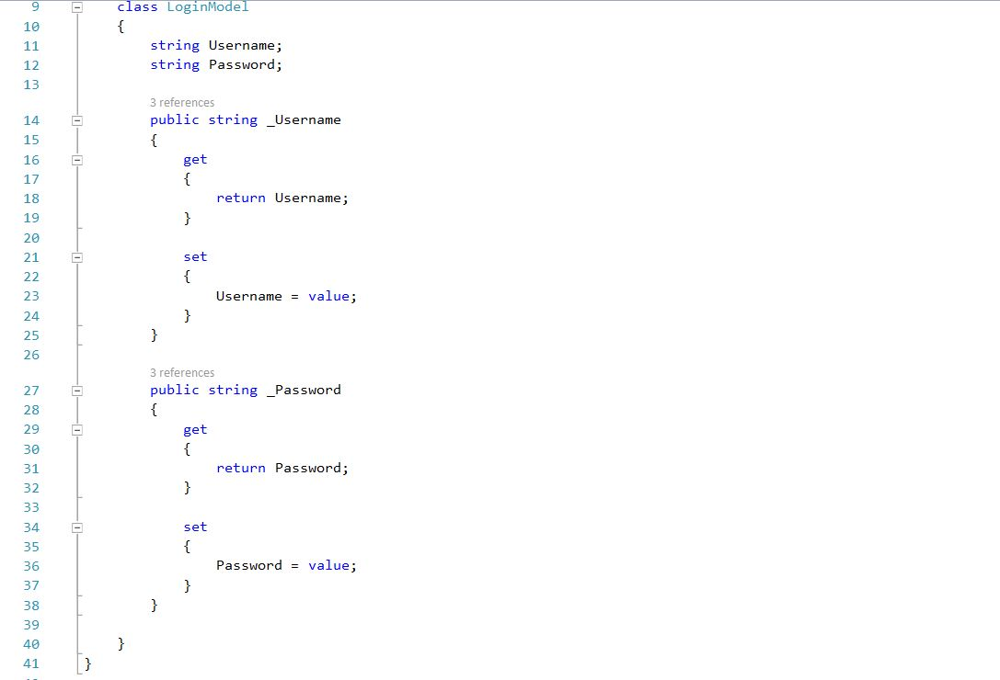 9 class LoginModel
10 {
11 string Username;
12 string Password;
13
3 references
14 public string _Username
15 {
16 get
17 {
18 return Username;
19 }
20
21 set
22 {
23 Username = value;
24 }
25 }
26
3 references
27 public string _Password
28 {
29 get
30 {
31 return Password;
32 }
33
34 set
35 {
36 Password = value;
37 }
38 }
39
40 }
41 }